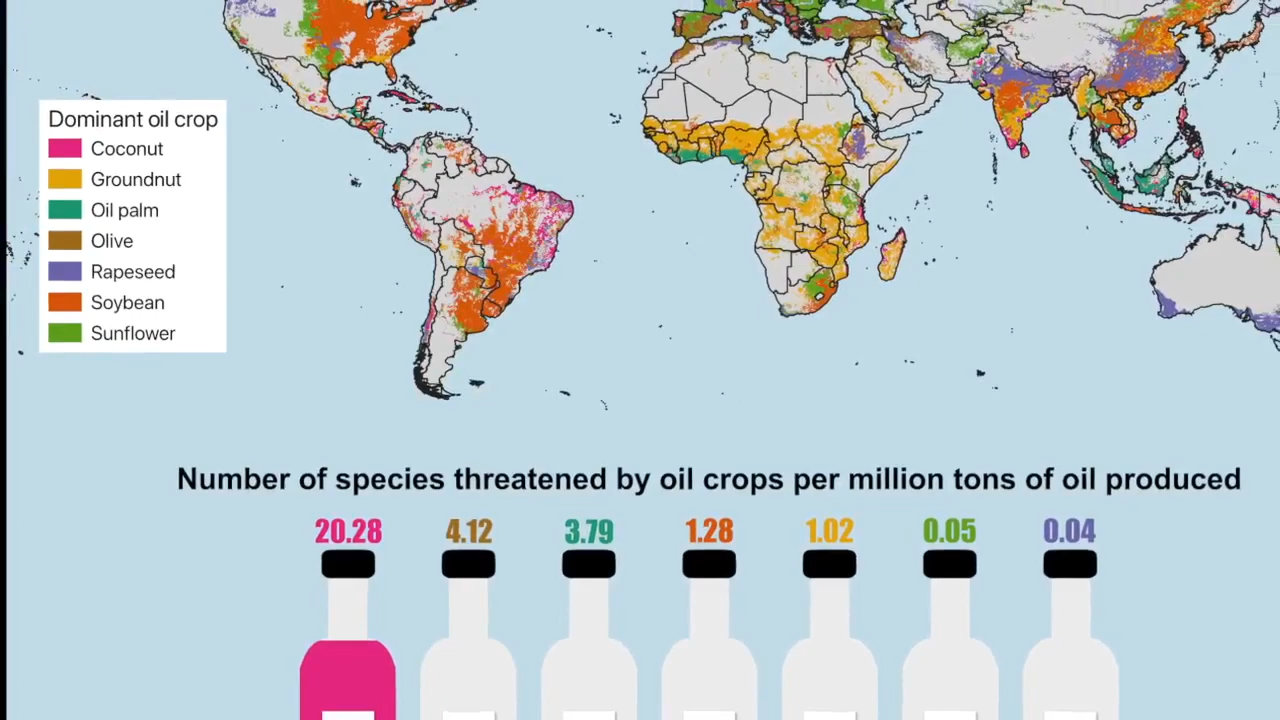 Dominant oil crop
Coconut
Groundnut
Oil palm
Olive
Rapeseed
Soybean
Sunflower
Number of species threatened by oil crops per million tons of oil produced
20.28 4.12 3.79 1.28 1.02 0.05 0.04